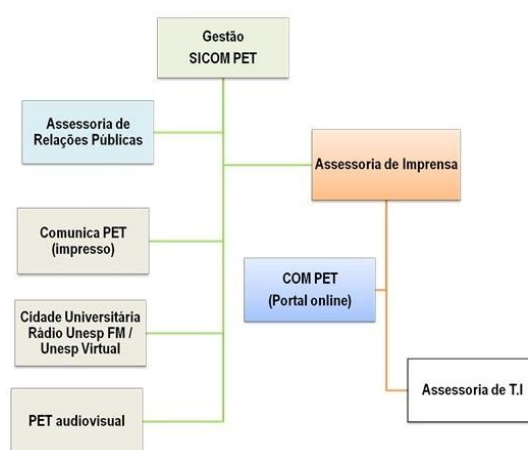 Gestão
SICOM PET
Assessoria de
Relações Públicas
Assessoria de Imprensa
Comunica PET
(impresso)
COM PET
(Portal online)
Cidade Universitária
Rádio Unesp FM /
Unesp Virtual
Assessoria de T.I
PET audiovisual